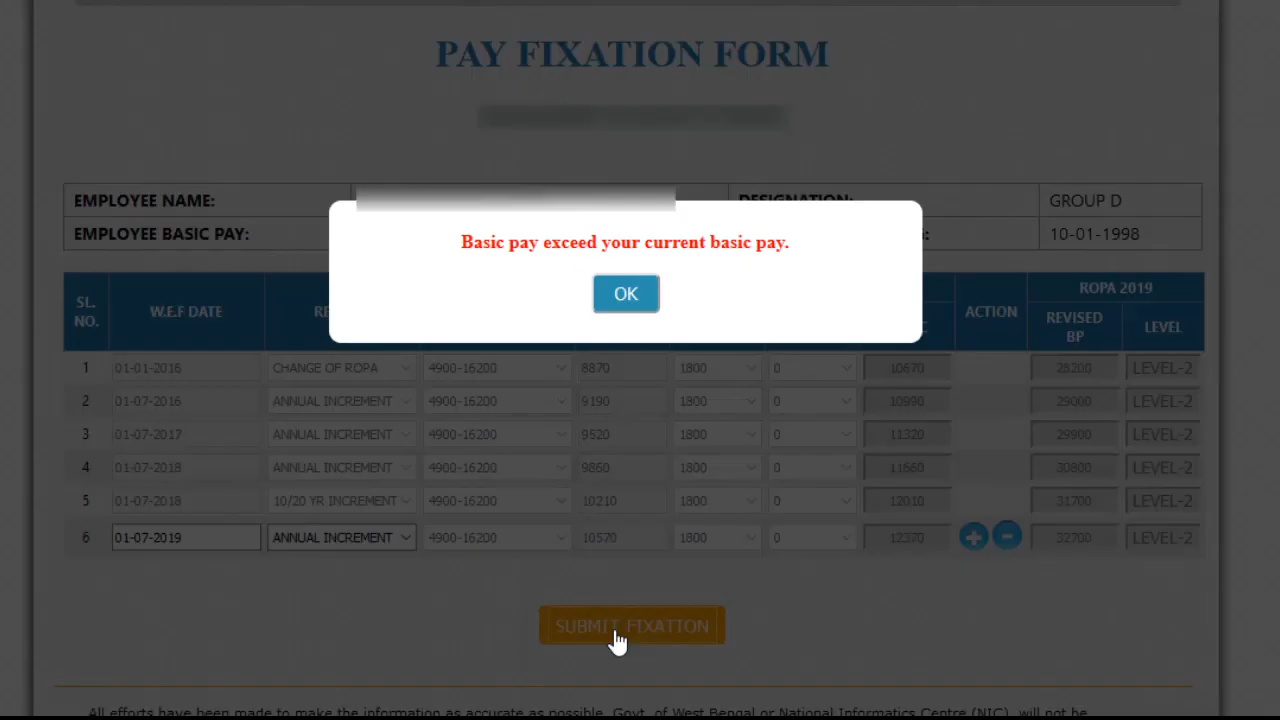 PAY FIXATION FORM
EMPLOYEE NAME: DESIGNATION: GROUP D
EMPLOYEE BASIC PAY: 10-01-1998
Basic pay exceed your current basic pay.
OK
SL. NO. W.E.F DATE ACTION ROPA 2019
REVISED BP LEVEL
1 01-01-2016 CHANGE OF ROPA 4900-16200 8870 1800 0 10670 28200 LEVEL-2
2 01-07-2016 ANNUAL INCREMENT 4900-16200 9190 1800 0 10990 29000 LEVEL-2
3 01-07-2017 ANNUAL INCREMENT 4900-16200 9520 1800 0 11320 29900 LEVEL-2
4 01-07-2018 ANNUAL INCREMENT 4900-16200 9860 1800 0 11660 30800 LEVEL-2
5 01-07-2018 10/20 YR INCREMENT 4900-16200 10210 1800 0 12010 31700 LEVEL-2
6 01-07-2019 ANNUAL INCREMENT 4900-16200 10570 1800 0 12370 32700 LEVEL-2
SUBMIT FIXATION
All efforts have been made to make the information as accurate as possible. Govt. of West Bengal or National Informatics Centre (NIC), will not be